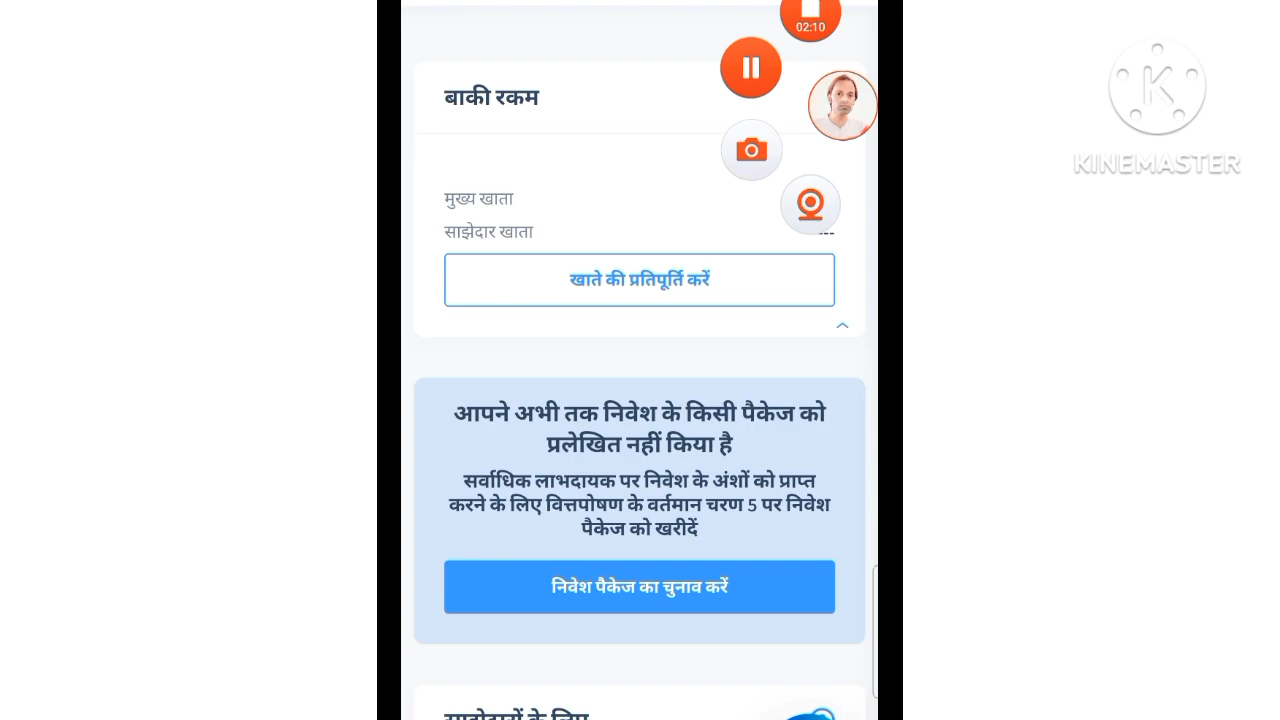 02:10
बाकी रकम
KINEMASTER
मुख्य खाता
साझेदार खाता
---
खाते की प्रतिपूर्ति करें
आपने अभी तक निवेश के किसी पैकेज को
प्रलेखित नहीं किया है
सर्वाधिक लाभदायक पर निवेश के अंशों को प्राप्त
करने के लिए वित्तपोषण के वर्तमान चरण 5 पर निवेश
पैकेज को खरीदें
निवेश पैकेज का चुनाव करें
के लिए